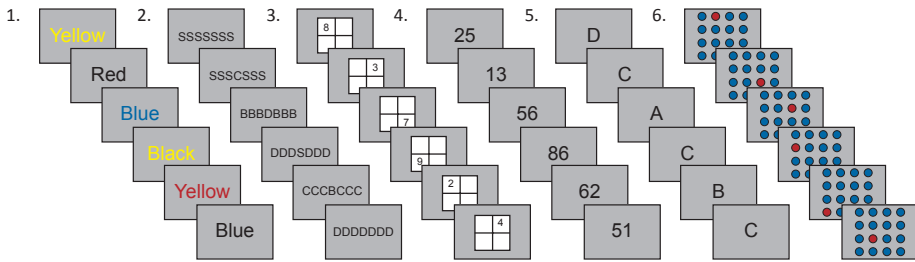 1.
Yellow
Red
Blue
Black
Yellow
Blue
2.
SSSSSSS
SSSCSSS
BBBDBBB
DDDSDDD
CCCBCCC
DDDDDDD
3.
8
3
7
9
2
4
4.
25
13
56
86
62
51
5.
D
C
A
C
B
C
6.